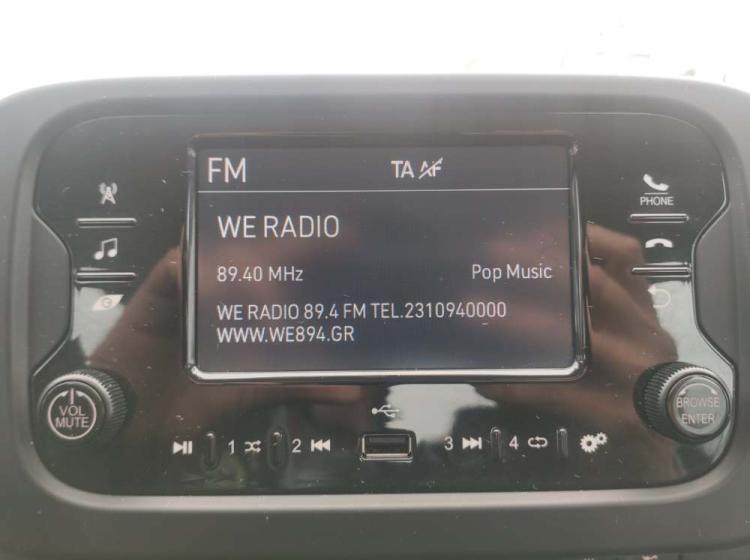 FM TA AF
WE RADIO
89.40 MHz Pop Music
WE RADIO 89.4 FM TEL.2310940000
WWW.WE894.GR
PHONE
VOL
MUTE
BROWSE
ENTER
1 2 3 4